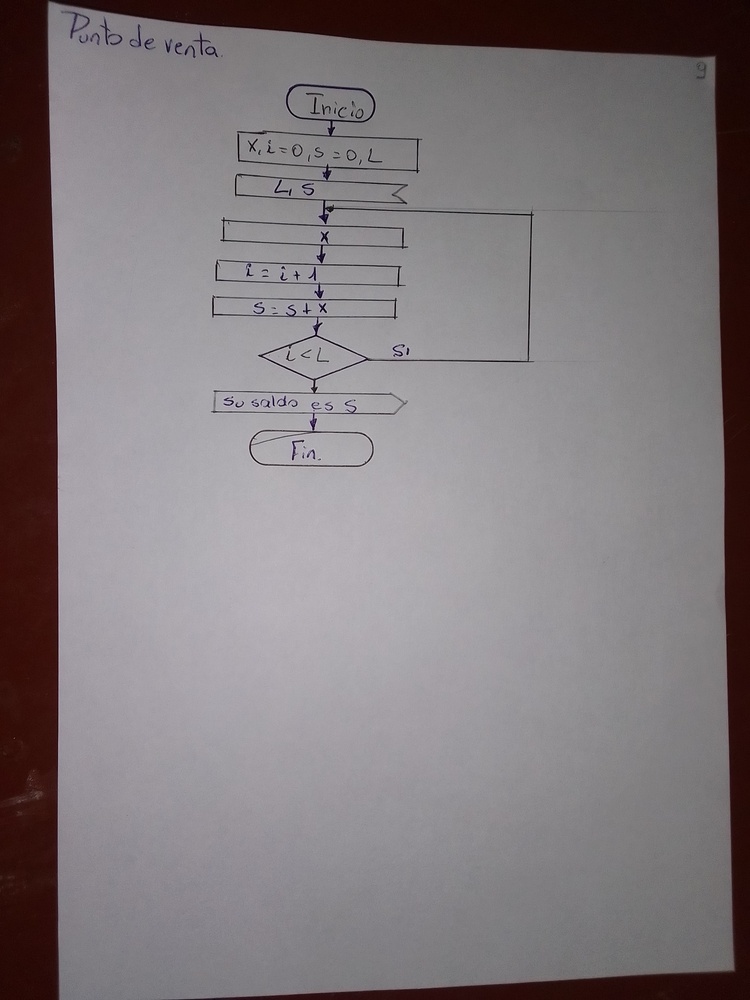 Punto de venta.
9
Inicio
x, i=0, s=0, L
L, S
x
i = i + 1
S = S + x
i < L
Si
Su saldo es S
Fin.